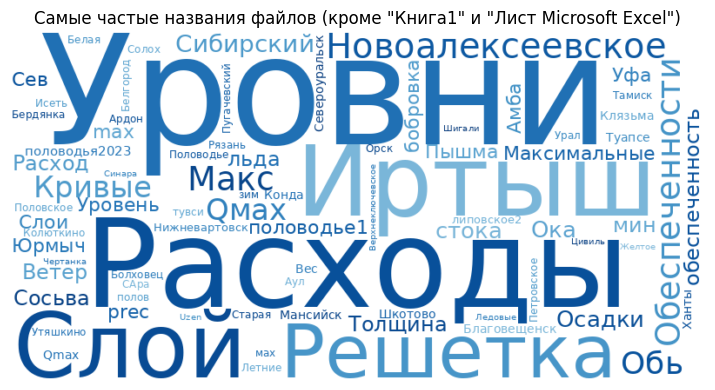 Самые частые названия файлов (кроме "Книга1" и "Лист Microsoft Excel")
Уровни
Белая
Солох
Сибирский
Новоалексеевское
Сев
Исеть
Бердянка
Белгород
Ардон
Пугачевский
Североуральск
бобровка
Амба
Уфа
Тамиск
Клязьма
Туапсе
Обеспеченности
обеспеченность
max
половодья2023
Рязань
Половодье
Орск
Шигали
Урал
Расход
Синара
льда
Иртыш
Пышма
Максимальные
Кривые
Макс
зим
Конда
Половское
Уровень
тувси
Qmax
Верхнеключевское
липовское2
Слои
Колюткино
Нижневартовск
половодье1
стока
Ока
мин
Юрмыч
Расходы
Цивиль
Желтое
Чертанка
Ветер
Болховец
САра
Аул
Вес
Петровское
Сосьва
полов
prec
Uzen
Старая
Мансийск
Шкотово
Ледовые
Осадки
Ханты
Утяшкино
Слой
Толщина
Благовещенск
Qmax
мах
Летние
Решетка
Обь